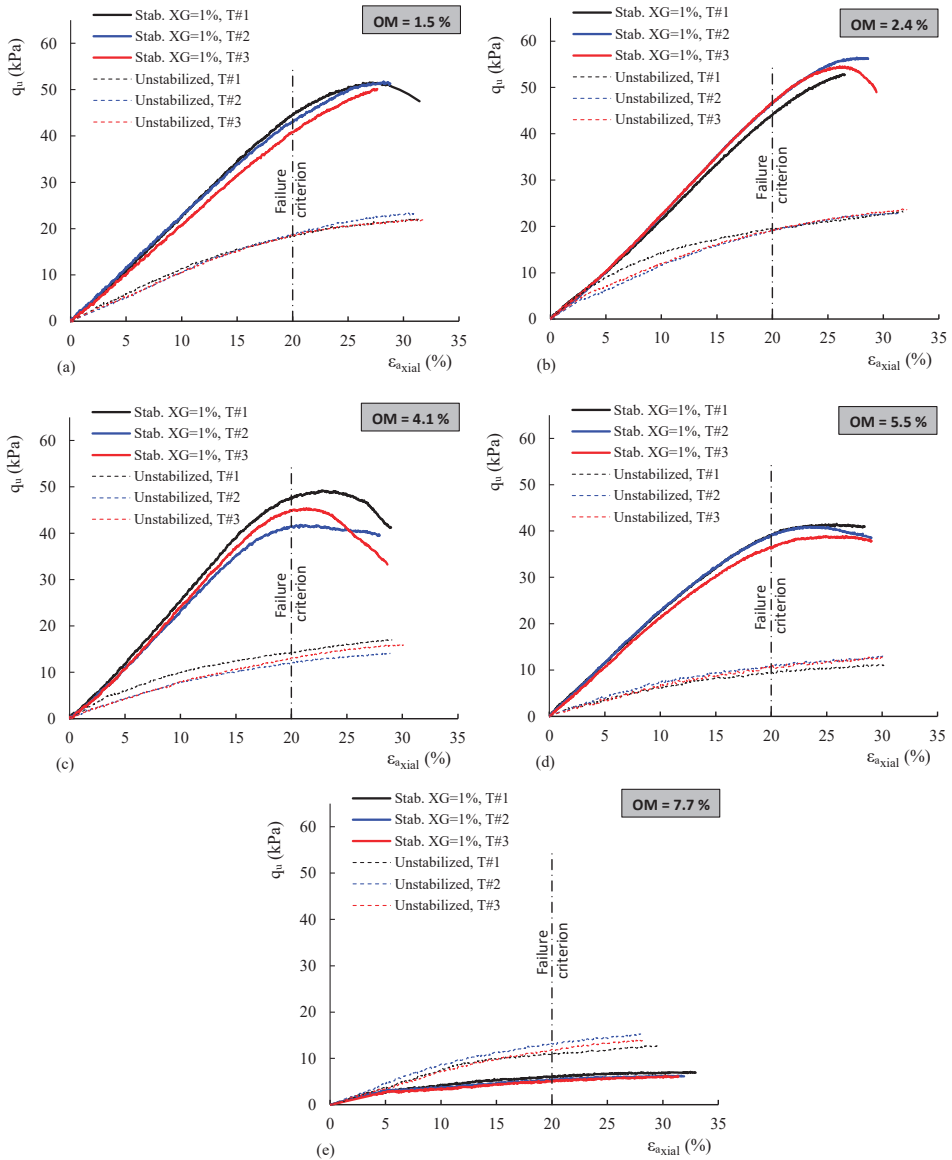 Stab. XG=1%, T#1
Stab. XG=1%, T#2
Stab. XG=1%, T#3
Unstabilized, T#1
Unstabilized, T#2
Unstabilized, T#3
OM = 1.5 %
qu (kPa)
60
50
40
30
20
10
0
Failure
criterion
0 5 10 15 20 25 30 35
(a)
εaxial (%)
Stab. XG=1%, T#1
Stab. XG=1%, T#2
Stab. XG=1%, T#3
Unstabilized, T#1
Unstabilized, T#2
Unstabilized, T#3
OM = 2.4 %
qu (kPa)
60
50
40
30
20
10
0
Failure
criterion
0 5 10 15 20 25 30 35
(b)
εaxial (%)
Stab. XG=1%, T#1
Stab. XG=1%, T#2
Stab. XG=1%, T#3
Unstabilized, T#1
Unstabilized, T#2
Unstabilized, T#3
OM = 4.1 %
qu (kPa)
60
50
40
30
20
10
0
Failure
criterion
0 5 10 15 20 25 30 35
(c)
εaxial (%)
Stab. XG=1%, T#1
Stab. XG=1%, T#2
Stab. XG=1%, T#3
Unstabilized, T#1
Unstabilized, T#2
Unstabilized, T#3
OM = 5.5 %
qu (kPa)
60
50
40
30
20
10
0
Failure
criterion
0 5 10 15 20 25 30 35
(d)
εaxial (%)
Stab. XG=1%, T#1
Stab. XG=1%, T#2
Stab. XG=1%, T#3
Unstabilized, T#1
Unstabilized, T#2
Unstabilized, T#3
OM = 7.7 %
qu (kPa)
60
50
40
30
20
10
0
Failure
criterion
0 5 10 15 20 25 30 35
(e)
εaxial (%)